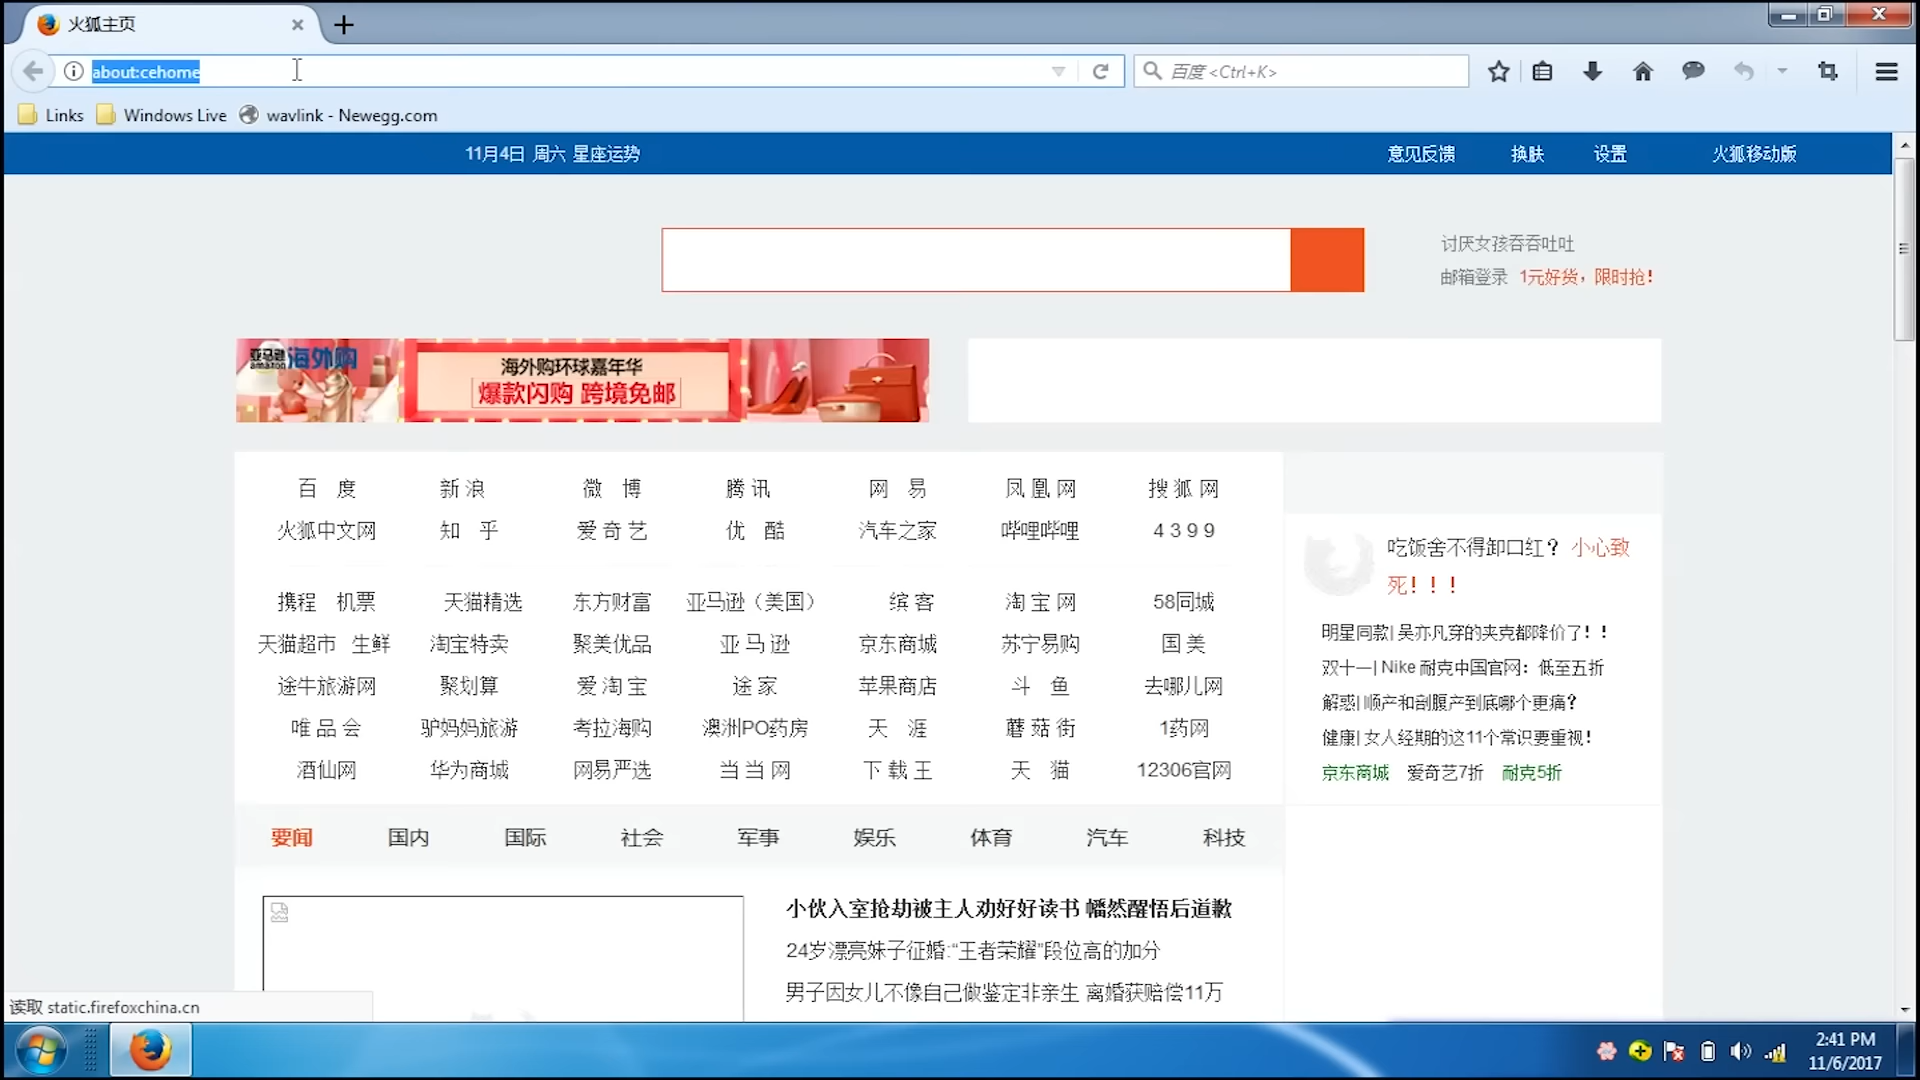 火狐主页
about:cehome
百度 <Ctrl+K>
Links Windows Live wavlink - Newegg.com
11月4日 周六 星座运势 意见反馈 换肤 设置 火狐移动版
讨厌女孩吞吞吐吐
邮箱登录 1元好货，限时抢！
亚马逊 海外购
amazon
海外购环球嘉年华
爆款闪购 跨境免邮
百 度 新浪 微 博 腾讯 网 易 凤凰网 搜狐网
火狐中文网 知 乎 爱奇艺 优 酷 汽车之家 哔哩哔哩 4399
携程 机票 天猫精选 东方财富 亚马逊（美国） 缤客 淘宝网 58同城
天猫超市 生鲜 淘宝特卖 聚美优品 亚马逊 京东商城 苏宁易购 国美
途牛旅游网 聚划算 爱淘宝 途家 苹果商店 斗 鱼 去哪儿网
唯品会 驴妈妈旅游 考拉海购 澳洲PO药房 天 涯 蘑菇街 1药网
酒仙网 华为商城 网易严选 当当网 下载王 天 猫 12306官网
吃饭舍不得卸口红？ 小心致
死！！！
明星同款| 吴亦凡穿的夹克都降价了！！
双十一| Nike 耐克中国官网：低至五折
解惑| 顺产和剖腹产到底哪个更痛？
健康| 女人经期的这11个常识要重视！
京东商城 爱奇艺7折 耐克5折
要闻 国内 国际 社会 军事 娱乐 体育 汽车 科技
小伙入室抢劫被主人劝好好读书 幡然醒悟后道歉
24岁漂亮妹子征婚:“王者荣耀”段位高的加分
男子因女儿不像自己做鉴定非亲生 离婚获赔偿11万
读取 static.firefoxchina.cn
2:41 PM
11/6/2017